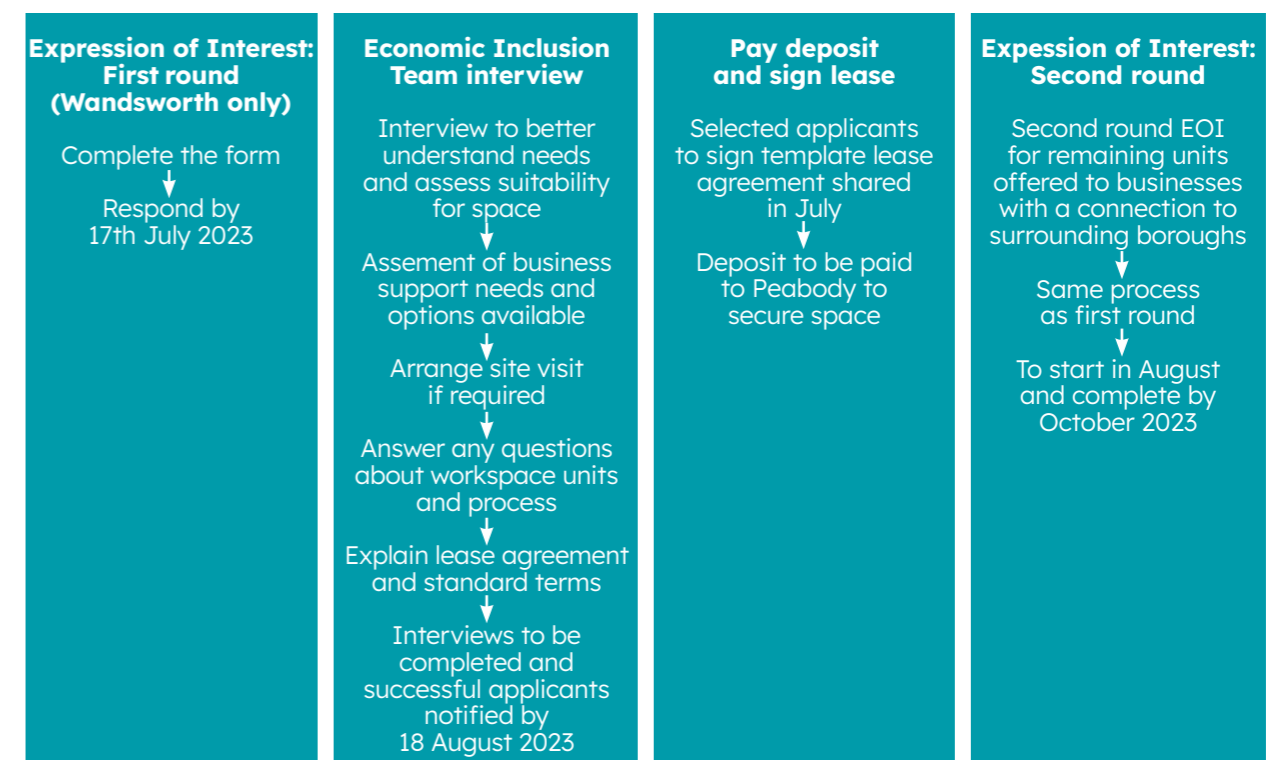 Expression of Interest:
First round
(Wandsworth only)
Complete the form
Respond by
17th July 2023
Economic Inclusion
Team interview
Interview to better
understand needs
and assess suitability
for space
Assement of business
support needs and
options available
Arrange site visit
if required
Answer any questions
about workspace units
and process
Explain lease agreement
and standard terms
Interviews to be
completed and
successful applicants
notified by
18 August 2023
Pay deposit
and sign lease
Selected applicants
to sign template lease
agreement shared
in July
Deposit to be paid
to Peabody to
secure space
Expession of Interest:
Second round
Second round EOI
for remaining units
offered to businesses
with a connection to
surrounding boroughs
Same process
as first round
To start in August
and complete by
October 2023